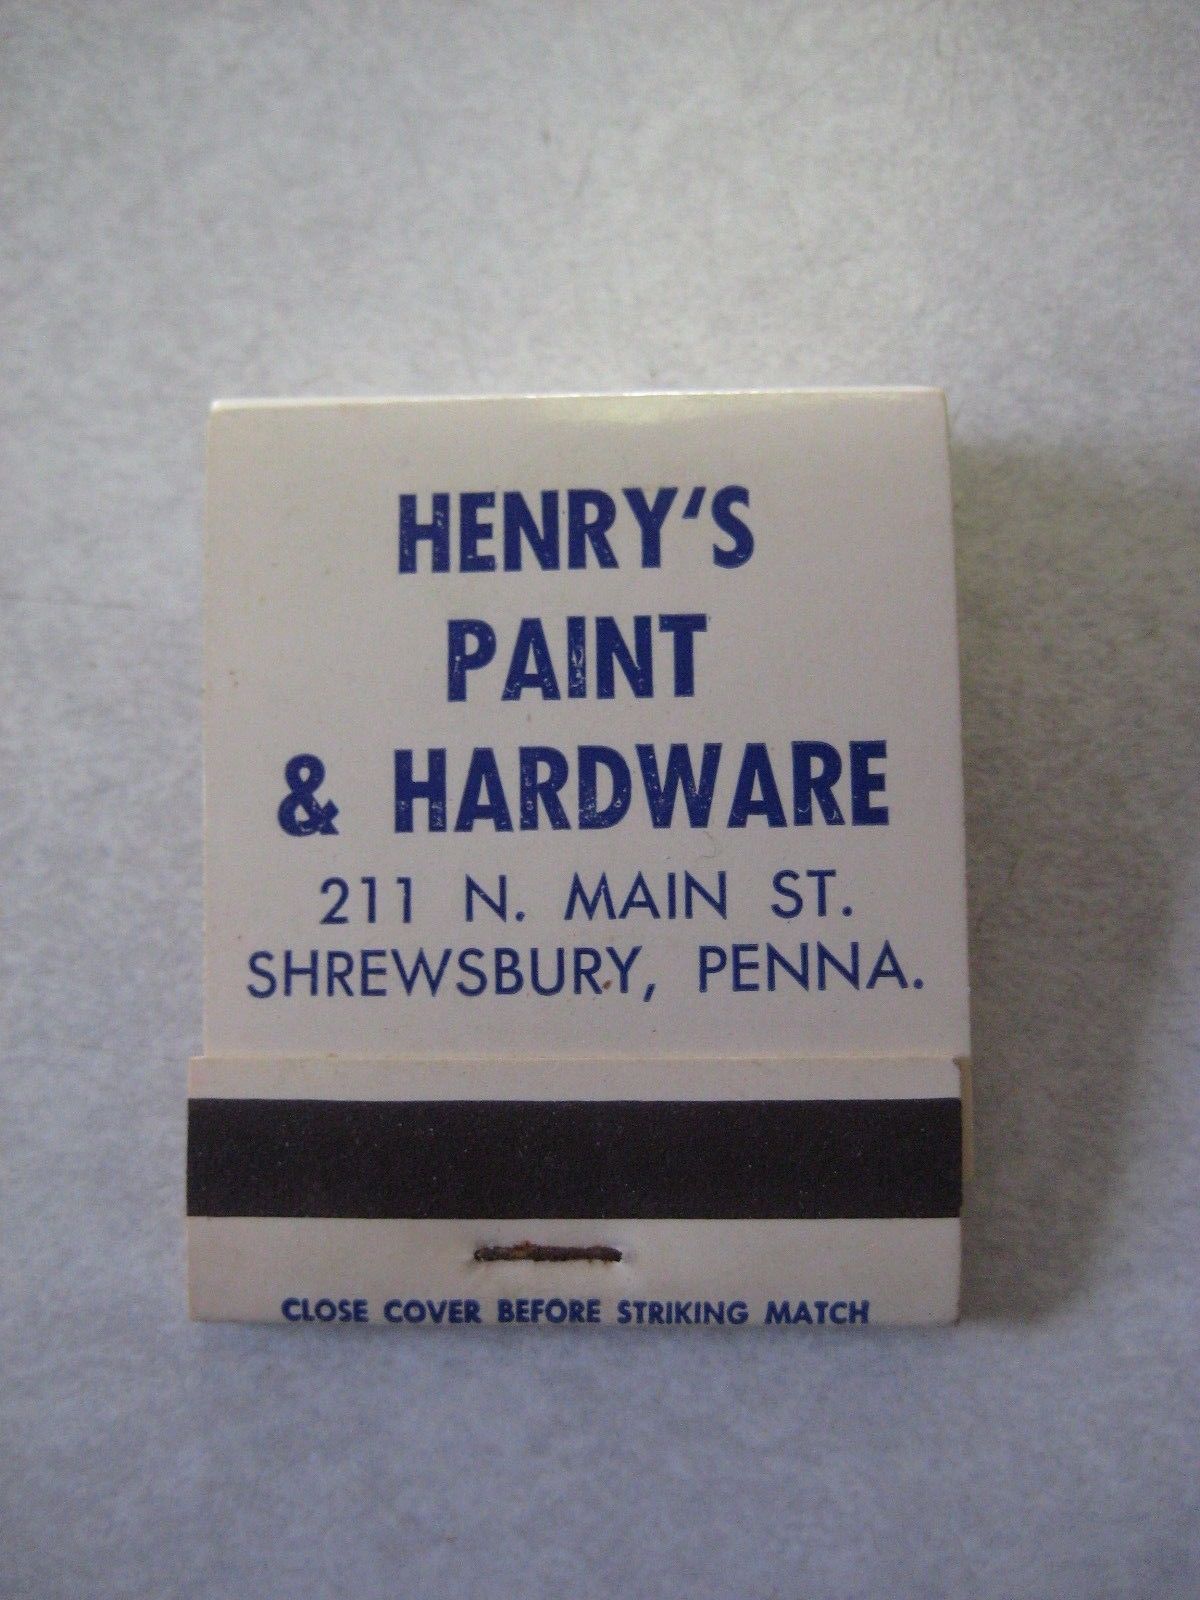 HENRY'S
PAINT
& HARDWARE
211 N. MAIN ST.
SHREWSBURY, PENNA.
CLOSE COVER BEFORE STRIKING MATCH